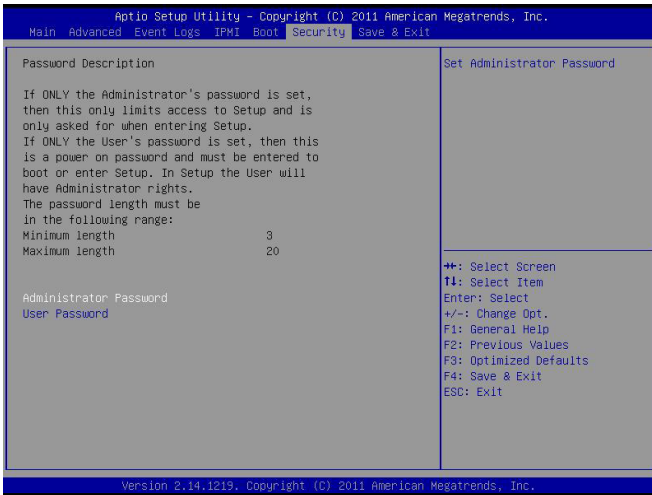 Aptio Setup Utility – Copyright (C) 2011 American Megatrends, Inc.
Main Advanced Event Logs IPMI Boot Security Save & Exit
Password Description
If ONLY the Administrator's password is set,
then this only limits access to Setup and is
only asked for when entering Setup.
If ONLY the User's password is set, then this
is a power on password and must be entered to
boot or enter Setup. In Setup the User will
have Administrator rights.
The password length must be
in the following range:
Minimum length 3
Maximum length 20
Administrator Password
User Password
Set Administrator Password
→←: Select Screen
↑↓: Select Item
Enter: Select
+/-: Change Opt.
F1: General Help
F2: Previous Values
F3: Optimized Defaults
F4: Save & Exit
ESC: Exit
Version 2.14.1219. Copyright (C) 2011 American Megatrends, Inc.